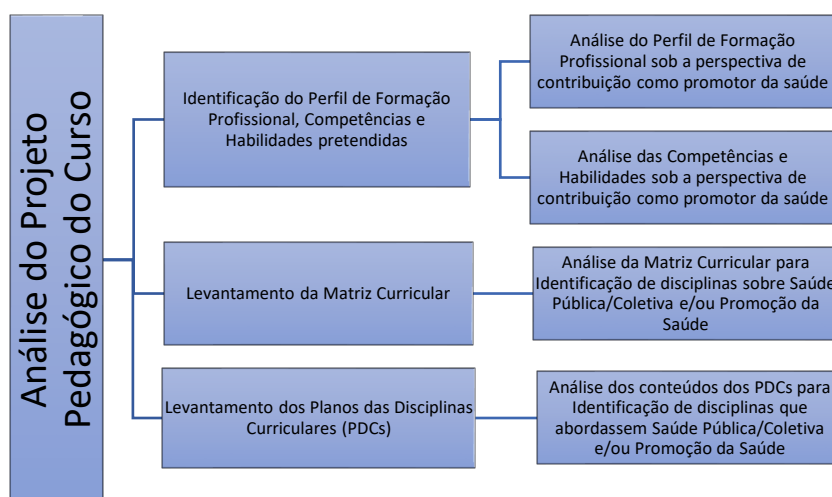 Análise do Projeto
Pedagógico do Curso
Identificação do Perfil de Formação
Profissional, Competências e
Habilidades pretendidas
Análise do Perfil de Formação
Profissional sob a perspectiva de
contribuição como promotor da saúde
Análise das Competências e
Habilidades sob a perspectiva de
contribuição como promotor da saúde
Levantamento da Matriz Curricular
Análise da Matriz Curricular para
Identificação de disciplinas sobre Saúde
Pública/Coletiva e/ou Promoção da
Saúde
Levantamento dos Planos das Disciplinas
Curriculares (PDCs)
Análise dos conteúdos dos PDCs para
Identificação de disciplinas que
abordassem Saúde Pública/Coletiva
e/ou Promoção da Saúde